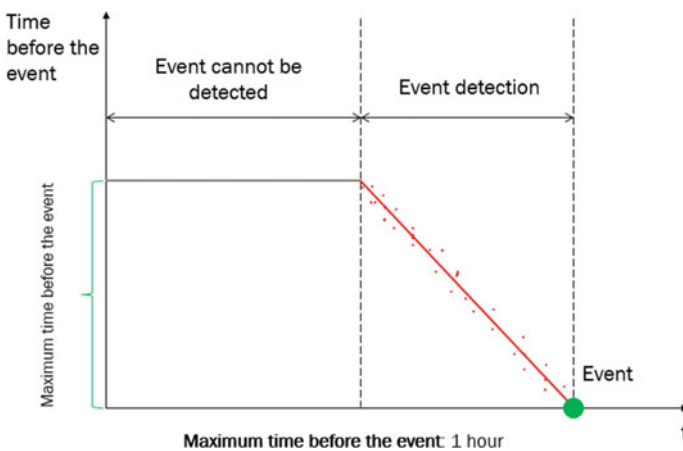 Time
before the
event
Event cannot be
detected
Event detection
Maximum time before the event
Event
t
Maximum time before the event: 1 hour